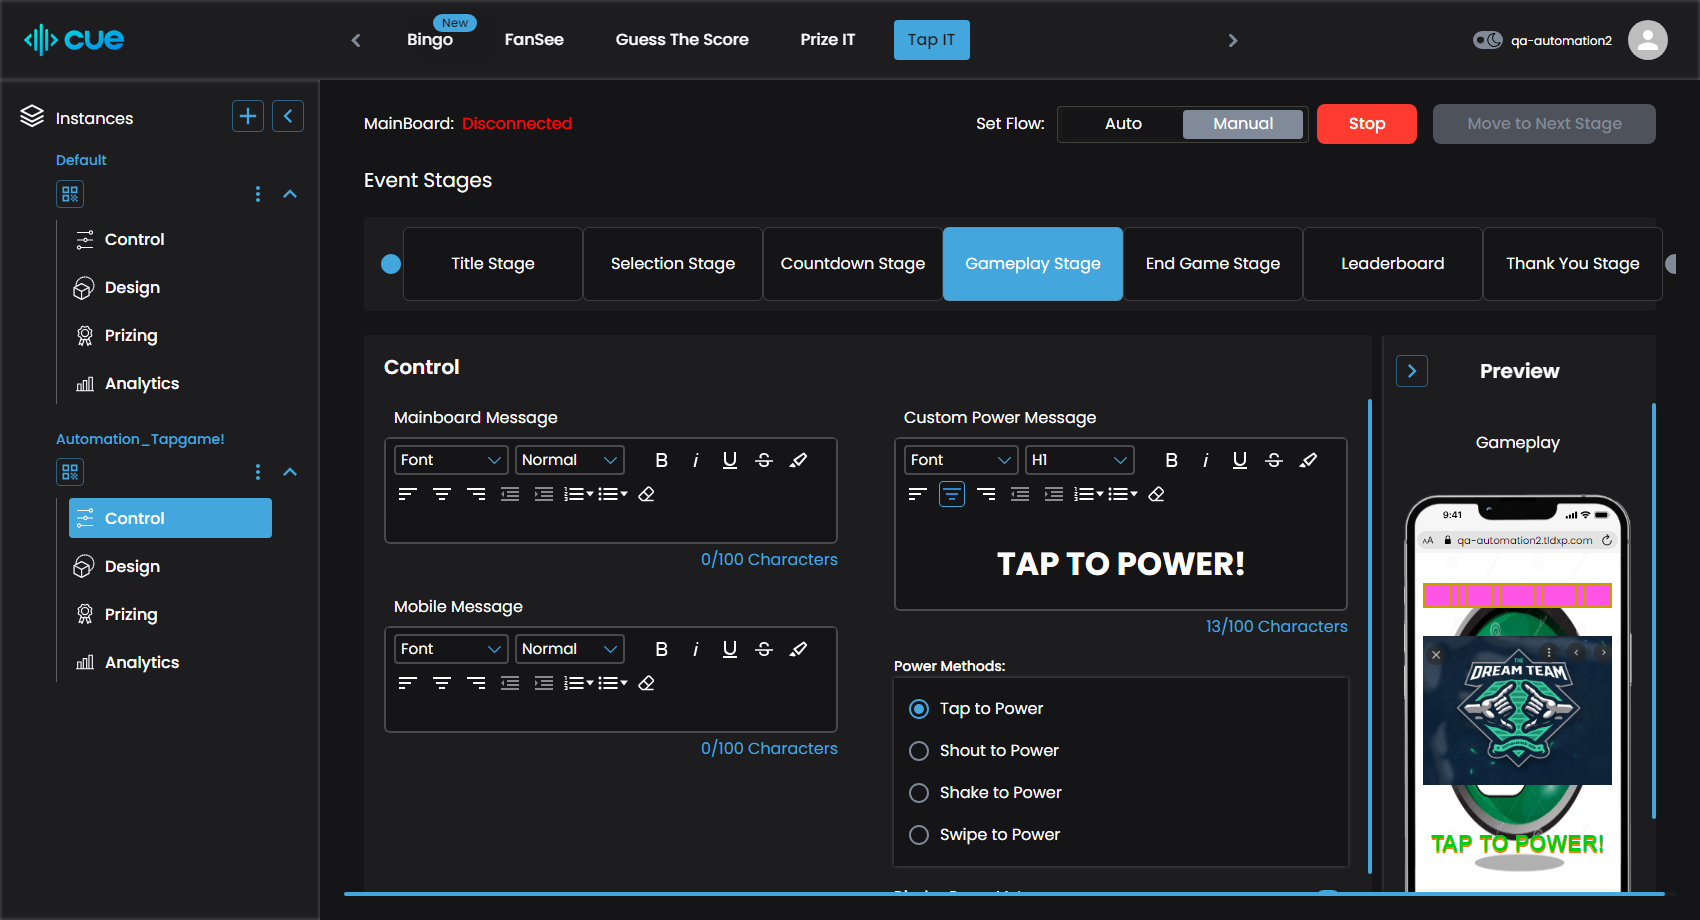 cue
Bingo
New
FanSee
Guess The Score
Prize IT
Tap IT
qa-automation2
Instances
Default
Control
Design
Prizing
Analytics
Automation_Tapgame!
Control
Design
Prizing
Analytics
MainBoard: Disconnected
Set Flow:
Auto
Manual
Stop
Move to Next Stage
Event Stages
Title Stage
Selection Stage
Countdown Stage
Gameplay Stage
End Game Stage
Leaderboard
Thank You Stage
Control
Mainboard Message
Font
Normal
B i U S
0/100 Characters
Mobile Message
Font
Normal
B i U S
0/100 Characters
Custom Power Message
Font
H1
B i U S
TAP TO POWER!
13/100 Characters
Power Methods:
Tap to Power
Shout to Power
Shake to Power
Swipe to Power
Preview
Gameplay
9:41
AA
qa-automation2.tldxp.com
THE
DREAM TEAM
TAP TO POWER!